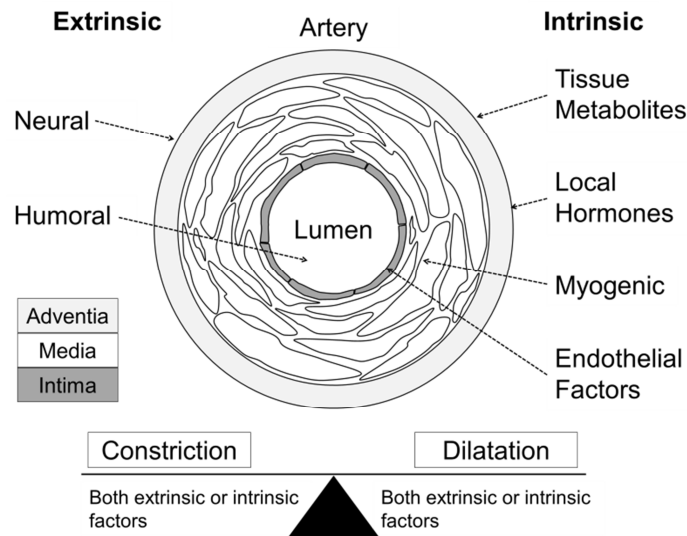 Extrinsic
Artery
Intrinsic
Neural
Humoral
Lumen
Tissue
Metabolites
Local
Hormones
Myogenic
Endothelial
Factors
Adventia
Media
Intima
Constriction
Dilatation
Both extrinsic or intrinsic
factors
Both extrinsic or intrinsic
factors